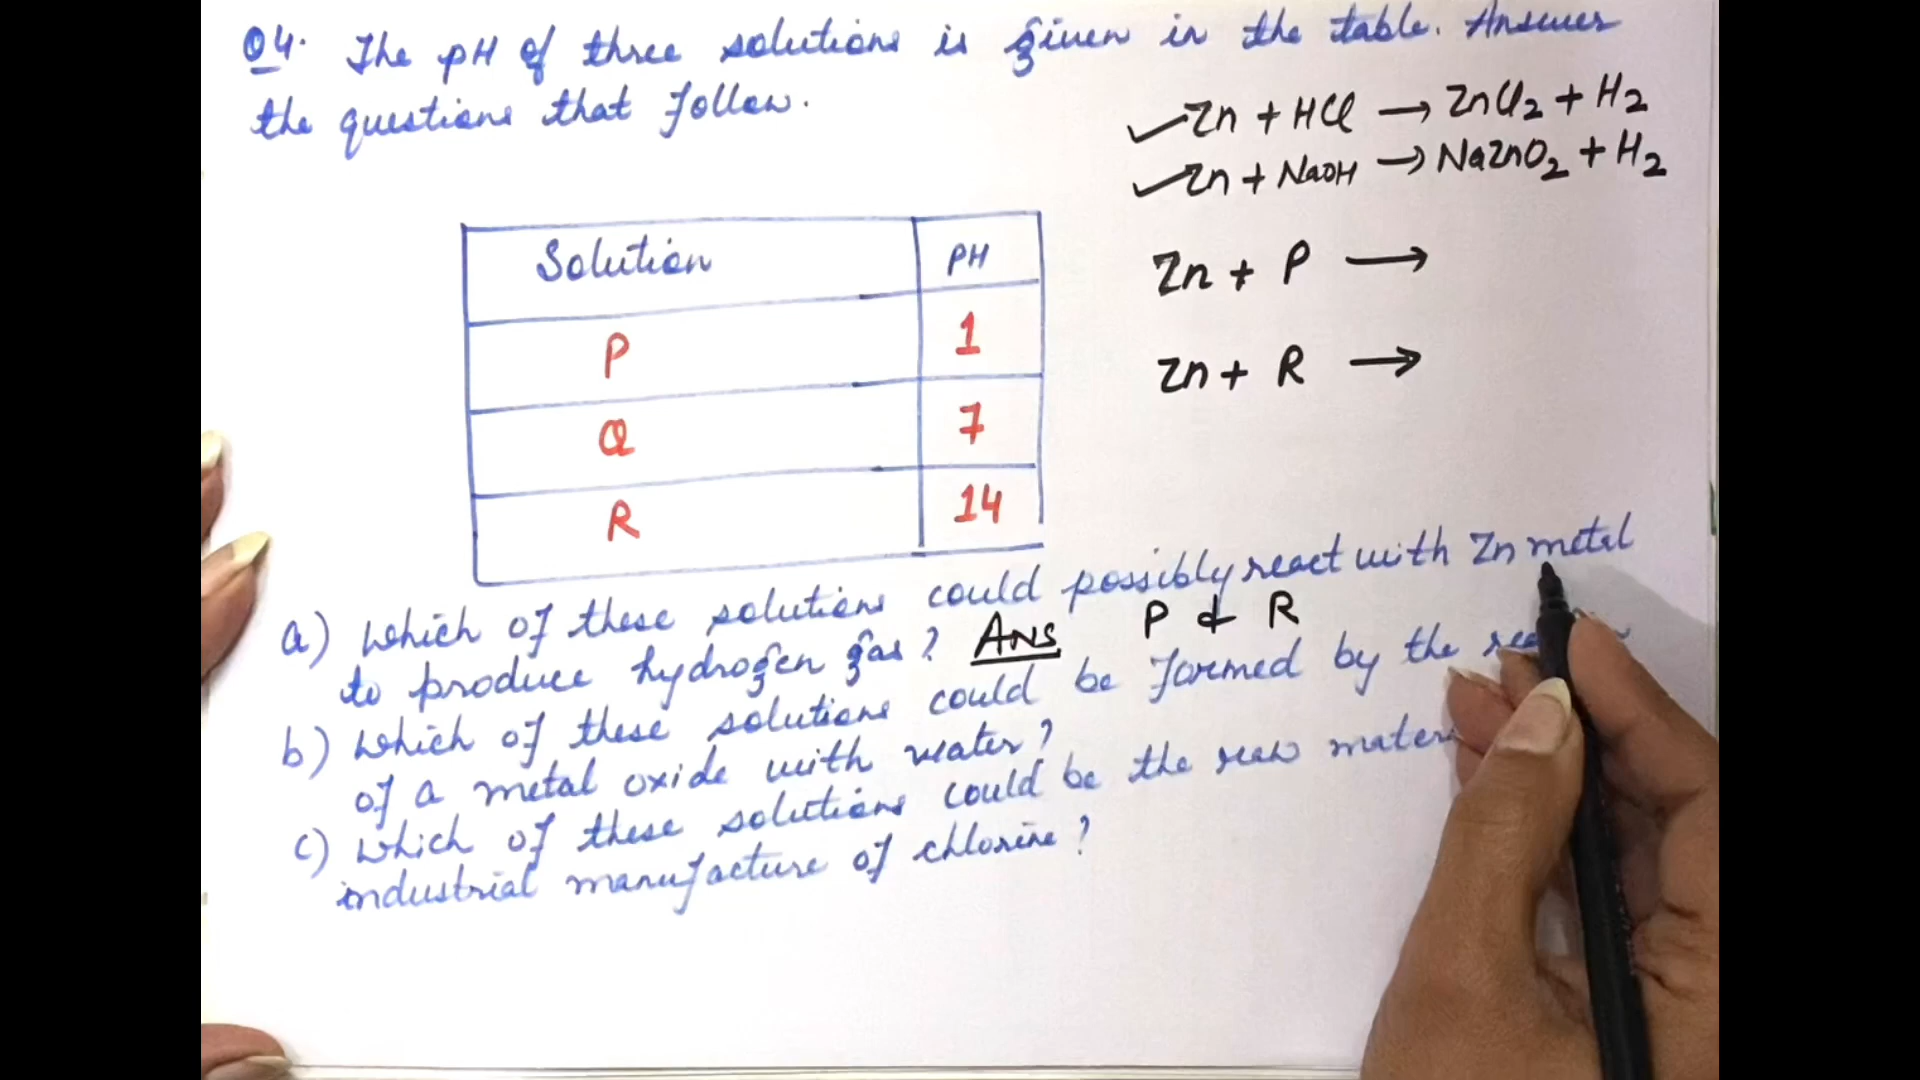 Q4. The pH of three solutions is given in the table. Answer
the questions that follow.
Zn + HCl → ZnCl2 + H2
Zn + NaOH → NaZnO2 + H2
Zn + P →
Zn + R →
Solution PH
P 1
Q 7
R 14
a) Which of these solutions could possibly react with Zn metal
to produce hydrogen gas? Ans P & R
b) Which of these solutions could be formed by the
of a metal oxide with water?
c) Which of these solutions could be the raw
industrial manufacture of chlorine?